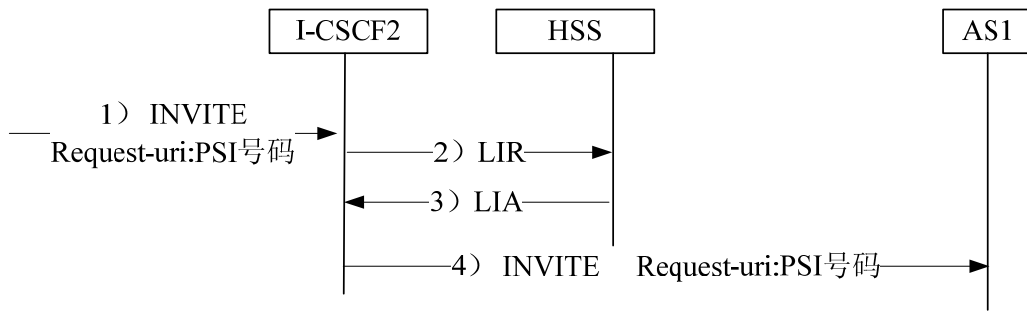 I-CSCF2
HSS
AS1
1） INVITE
Request-uri:PSI号码
2）LIR
3）LIA
4） INVITE Request-uri:PSI号码